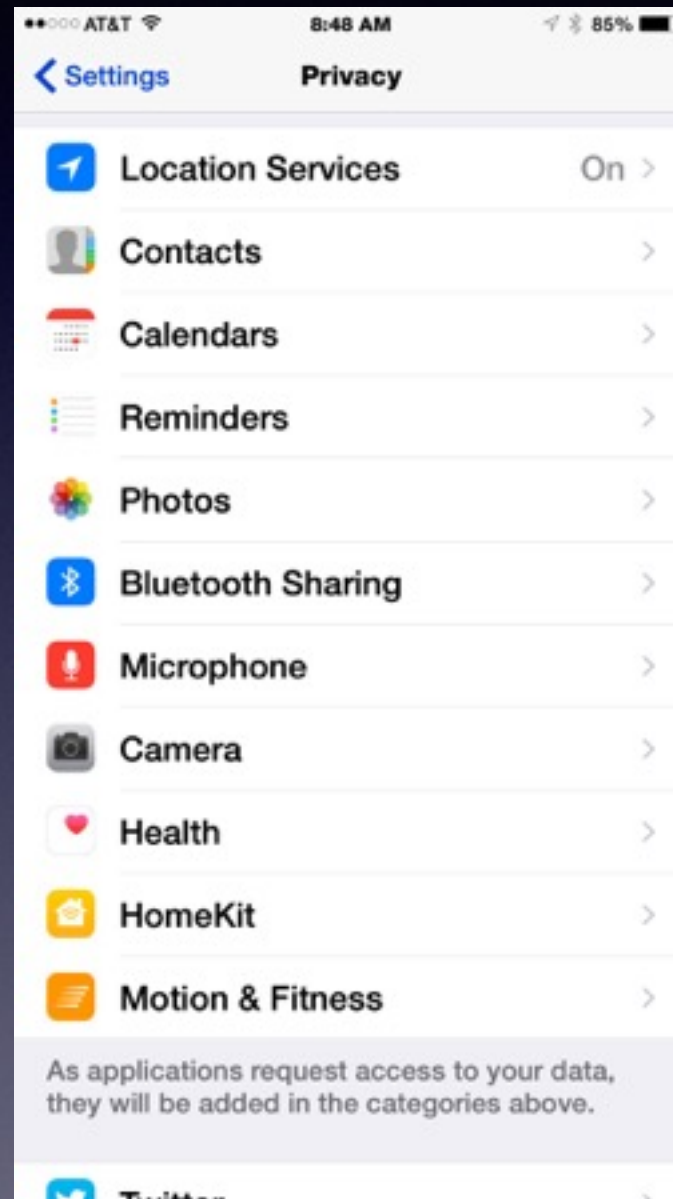 AT&T 8:48 AM 85%
Settings Privacy
Location Services On
Contacts
Calendars
Reminders
Photos
Bluetooth Sharing
Microphone
Camera
Health
HomeKit
Motion & Fitness
As applications request access to your data,
they will be added in the categories above.
Twitter